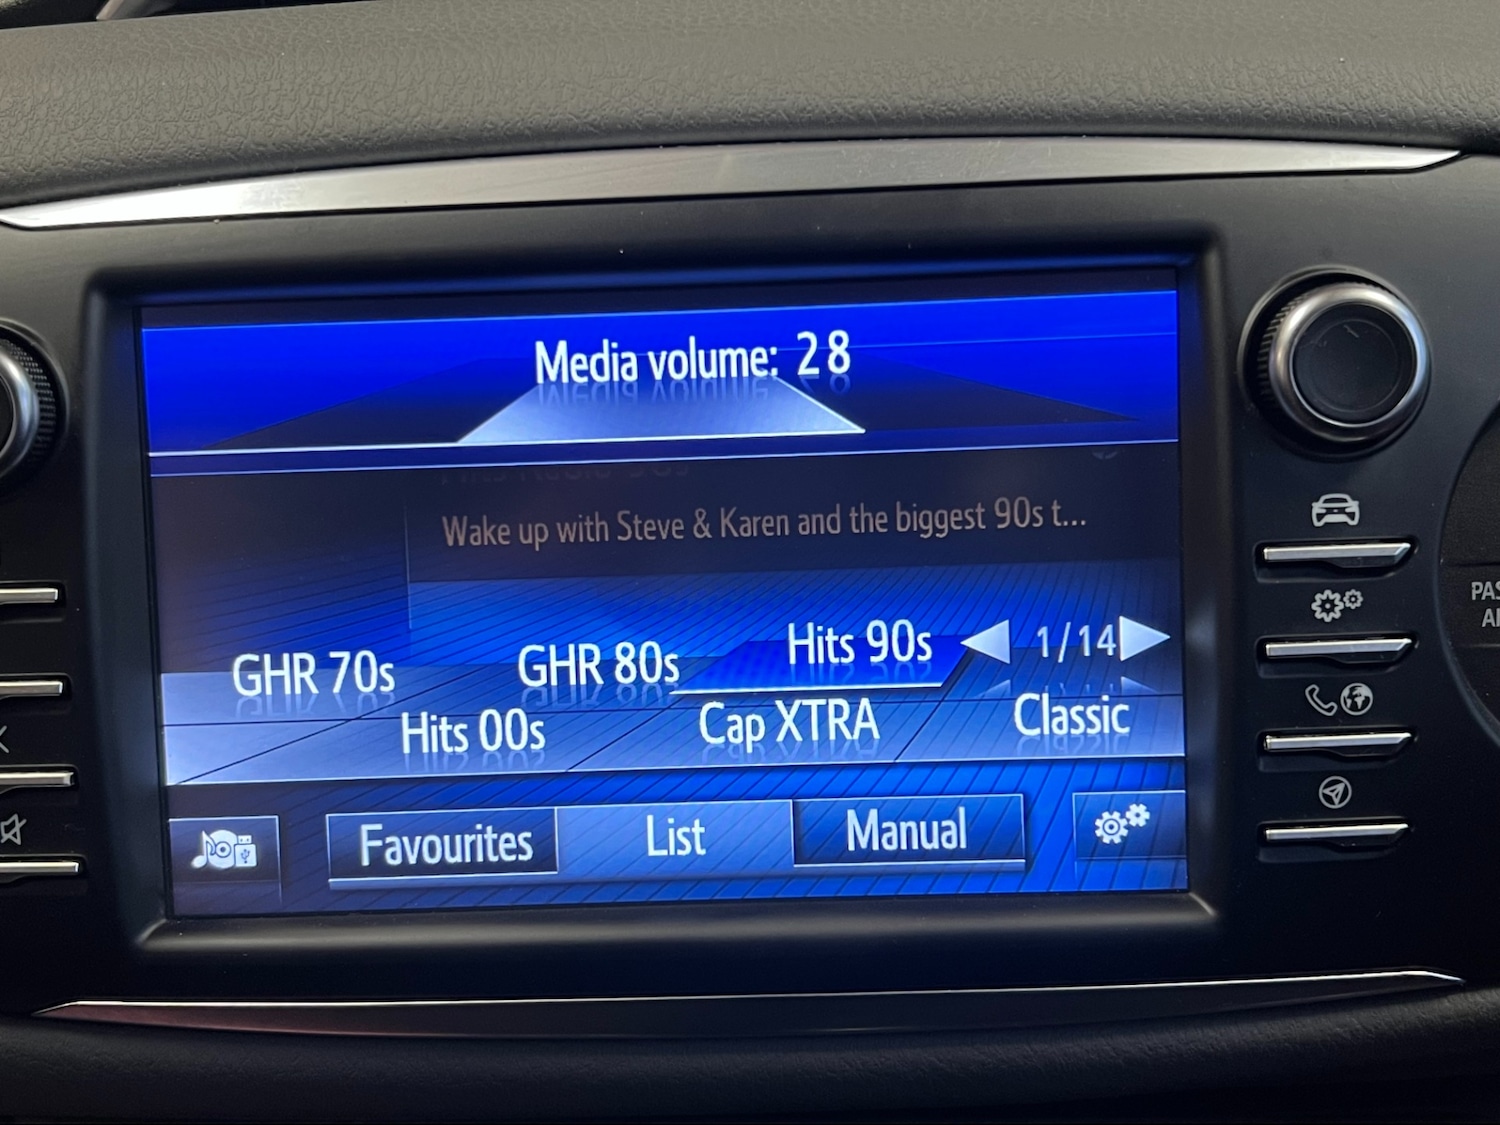 Media volume: 28
Wake up with Steve & Karen and the biggest 90s t...
GHR 70s
GHR 80s
Hits 90s
1/14
Hits 00s
Cap XTRA
Classic
Favourites
List
Manual